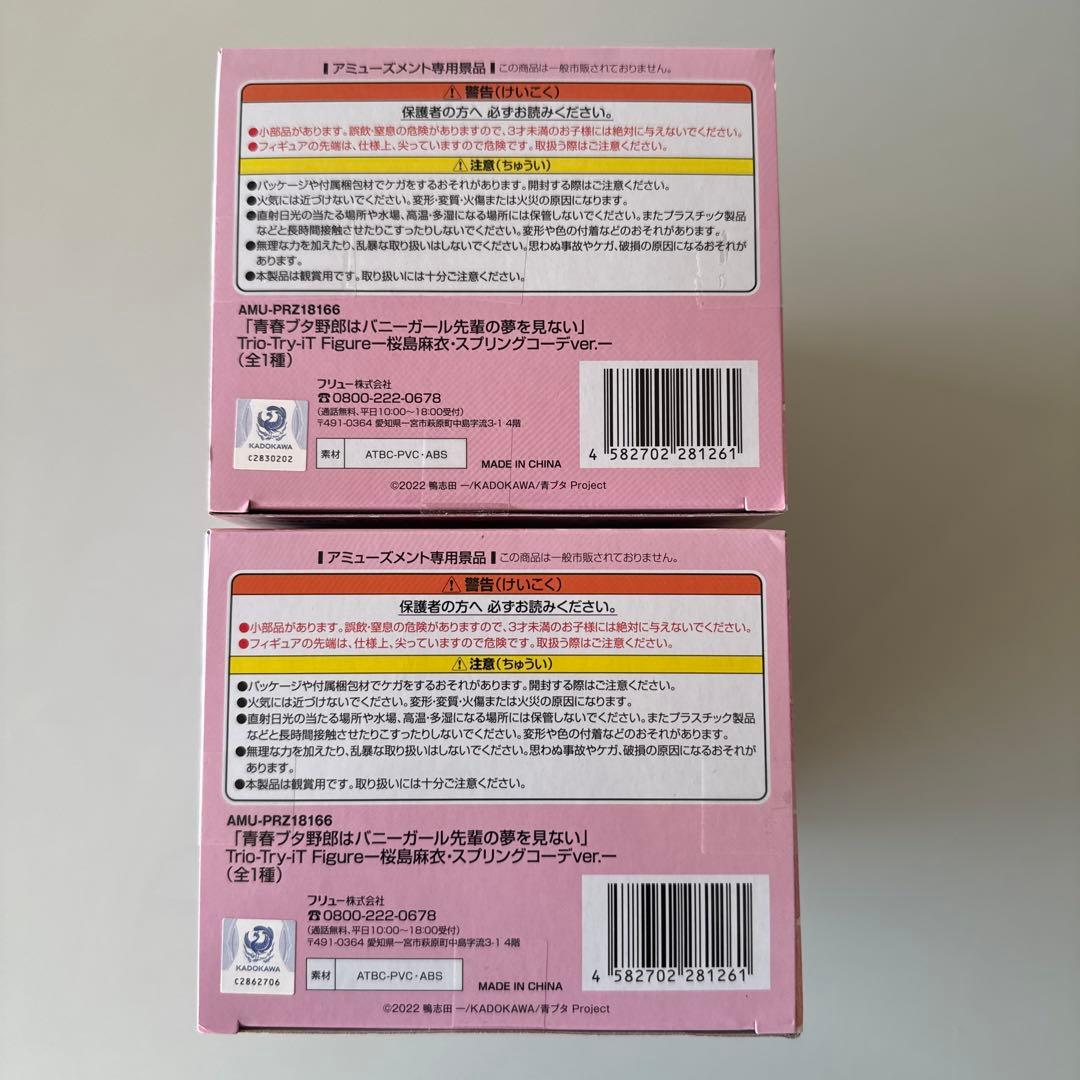 アミューズメント専用景品 この商品は一般市販されておりません。
⚠警告(けいこく)
保護者の方へ 必ずお読みください。
●小部品があります。誤飲・窒息の危険がありますので、3才未満のお子様には絶対に与えないでください。
●フィギュアの先端は、仕様上、尖っていますので危険です。取扱う際はご注意ください。
⚠注意(ちゅうい)
●パッケージや付属梱包材でケガをするおそれがあります。開封する際はご注意ください。
●火気には近づけないでください。変形・変質・火傷または火災の原因になります。
●直射日光の当たる場所や水場、高温・多湿になる場所には保管しないでください。またプラスチック製品
などと長時間接触させたりこすったりしないでください。変形や色の付着などのおそれがあります。
●無理な力を加えたり、乱暴な取り扱いはしないでください。思わぬ事故やケガ、破損の原因になるおそれが
あります。
●本製品は観賞用です。取り扱いには十分ご注意ください。
AMU-PRZ18166
「青春ブタ野郎はバニーガール先輩の夢を見ない」
Trio-Try-iT Figureー桜島麻衣・スプリングコーデver.ー
(全1種)
フリュー株式会社
☎0800-222-0678
(通話無料、平日10:00〜18:00受付)
〒491-0364 愛知県一宮市萩原町中島字流3-1 4階
KADOKAWA
C2830202
素材 ATBC-PVC・ABS
MADE IN CHINA
4 582702 281261
©2022 鴨志田 一/KADOKAWA/青ブタ Project
アミューズメント専用景品 この商品は一般市販されておりません。
⚠警告(けいこく)
保護者の方へ 必ずお読みください。
●小部品があります。誤飲・窒息の危険がありますので、3才未満のお子様には絶対に与えないでください。
●フィギュアの先端は、仕様上、尖っていますので危険です。取扱う際はご注意ください。
⚠注意(ちゅうい)
●パッケージや付属梱包材でケガをするおそれがあります。開封する際はご注意ください。
●火気には近づけないでください。変形・変質・火傷または火災の原因になります。
●直射日光の当たる場所や水場、高温・多湿になる場所には保管しないでください。またプラスチック製品
などと長時間接触させたりこすったりしないでください。変形や色の付着などのおそれがあります。
●無理な力を加えたり、乱暴な取り扱いはしないでください。思わぬ事故やケガ、破損の原因になるおそれが
あります。
●本製品は観賞用です。取り扱いには十分ご注意ください。
AMU-PRZ18166
「青春ブタ野郎はバニーガール先輩の夢を見ない」
Trio-Try-iT Figureー桜島麻衣・スプリングコーデver.ー
(全1種)
フリュー株式会社
☎0800-222-0678
(通話無料、平日10:00〜18:00受付)
〒491-0364 愛知県一宮市萩原町中島字流3-1 4階
KADOKAWA
C2862706
素材 ATBC-PVC・ABS
MADE IN CHINA
4 582702 281261
©2022 鴨志田 一/KADOKAWA/青ブタ Project